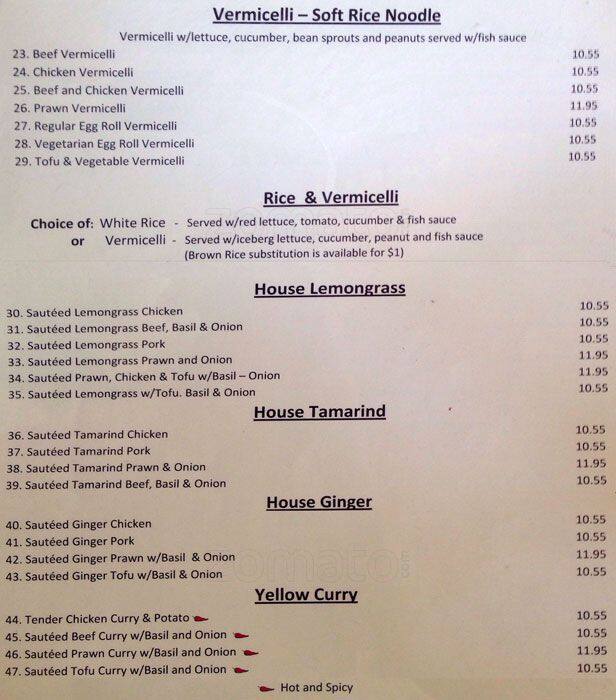 Vermicelli – Soft Rice Noodle
Vermicelli w/lettuce, cucumber, bean sprouts and peanuts served w/fish sauce
23. Beef Vermicelli 10.55
24. Chicken Vermicelli 10.55
25. Beef and Chicken Vermicelli 10.55
26. Prawn Vermicelli 11.95
27. Regular Egg Roll Vermicelli 10.55
28. Vegetarian Egg Roll Vermicelli 10.55
29. Tofu & Vegetable Vermicelli 10.55
Rice & Vermicelli
Choice of: White Rice - Served w/red lettuce, tomato, cucumber & fish sauce
or Vermicelli - Served w/iceberg lettuce, cucumber, peanut and fish sauce
(Brown Rice substitution is available for $1)
House Lemongrass
30. Sautéed Lemongrass Chicken 10.55
31. Sautéed Lemongrass Beef, Basil & Onion 10.55
32. Sautéed Lemongrass Pork 10.55
33. Sautéed Lemongrass Prawn and Onion 11.95
34. Sautéed Prawn, Chicken & Tofu w/Basil – Onion 11.95
35. Sautéed Lemongrass w/Tofu. Basil & Onion 10.55
House Tamarind
36. Sautéed Tamarind Chicken 10.55
37. Sautéed Tamarind Pork 10.55
38. Sautéed Tamarind Prawn & Onion 11.95
39. Sautéed Tamarind Beef, Basil & Onion 10.55
House Ginger
40. Sautéed Ginger Chicken 10.55
41. Sautéed Ginger Pork 10.55
42. Sautéed Ginger Prawn w/Basil & Onion 11.95
43. Sautéed Ginger Tofu w/Basil & Onion 10.55
zomato.com
Yellow Curry
44. Tender Chicken Curry & Potato 10.55
45. Sautéed Beef Curry w/Basil and Onion 10.55
46. Sautéed Prawn Curry w/Basil and Onion 11.95
47. Sautéed Tofu Curry w/Basil and Onion 10.55
Hot and Spicy